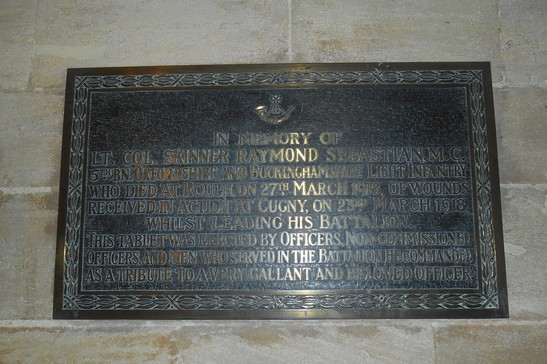 IN MEMORY OF
LT. COL. SKINNER RAYMOND SEBASTIAN, M.C.
5TH BN. OXFORDSHIRE AND BUCKINGHAMSHIRE LIGHT INFANTRY
WHO DIED AT ROUEN ON 27TH MARCH 1918, OF WOUNDS
RECEIVED IN ACTION AT CUGNY, ON 23RD MARCH 1918
WHILST LEADING HIS BATTALION.
THIS TABLET WAS ERECTED BY OFFICERS, NON-COMMISSIONED
OFFICERS, AND MEN WHO SERVED IN THE BATTALION HE COMMANDED
AS A TRIBUTE TO A VERY GALLANT AND BELOVED OFFICER